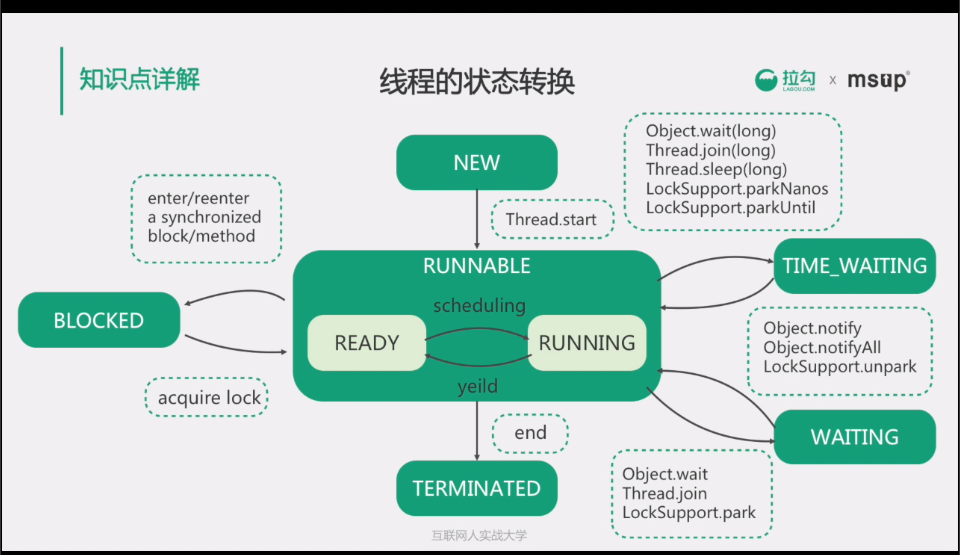 知识点详解
线程的状态转换
拉勾
LAGOU.COM
x
msup®
NEW
Thread.start
Object.wait(long)
Thread.join(long)
Thread.sleep(long)
LockSupport.parkNanos
LockSupport.parkUntil
enter/reenter
a synchronized
block/method
RUNNABLE
TIME_WAITING
scheduling
BLOCKED
READY
RUNNING
Object.notify
Object.notifyAll
LockSupport.unpark
yeild
acquire lock
end
WAITING
Object.wait
Thread.join
LockSupport.park
TERMINATED
互联网人实战大学